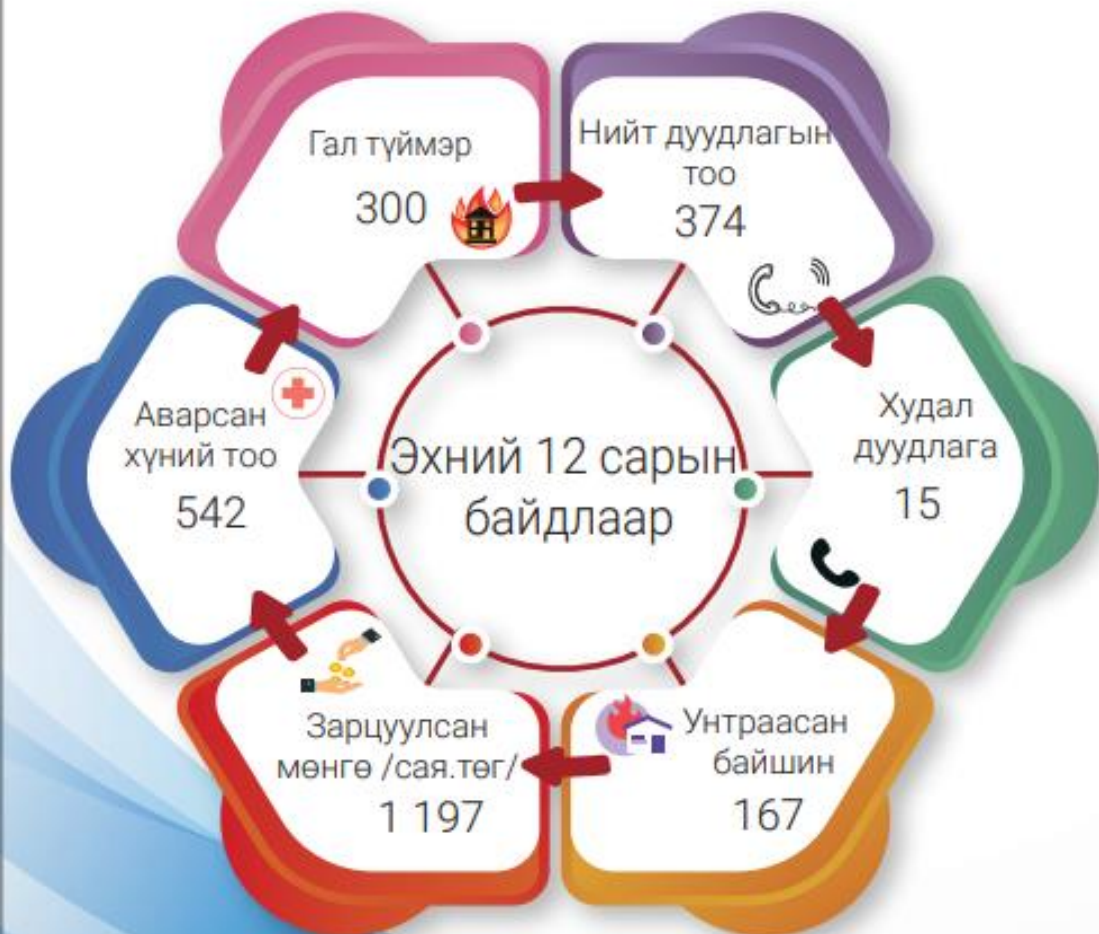 Гал түймэр
300
Нийт дуудлагын
тоо
374
Худал
дуудлага
15
Унтраасан
байшин
167
Зарцуулсан
мөнгө /сая.төг/
1 197
Аварсан
хүний тоо
542
Эхний 12 сарын
байдлаар